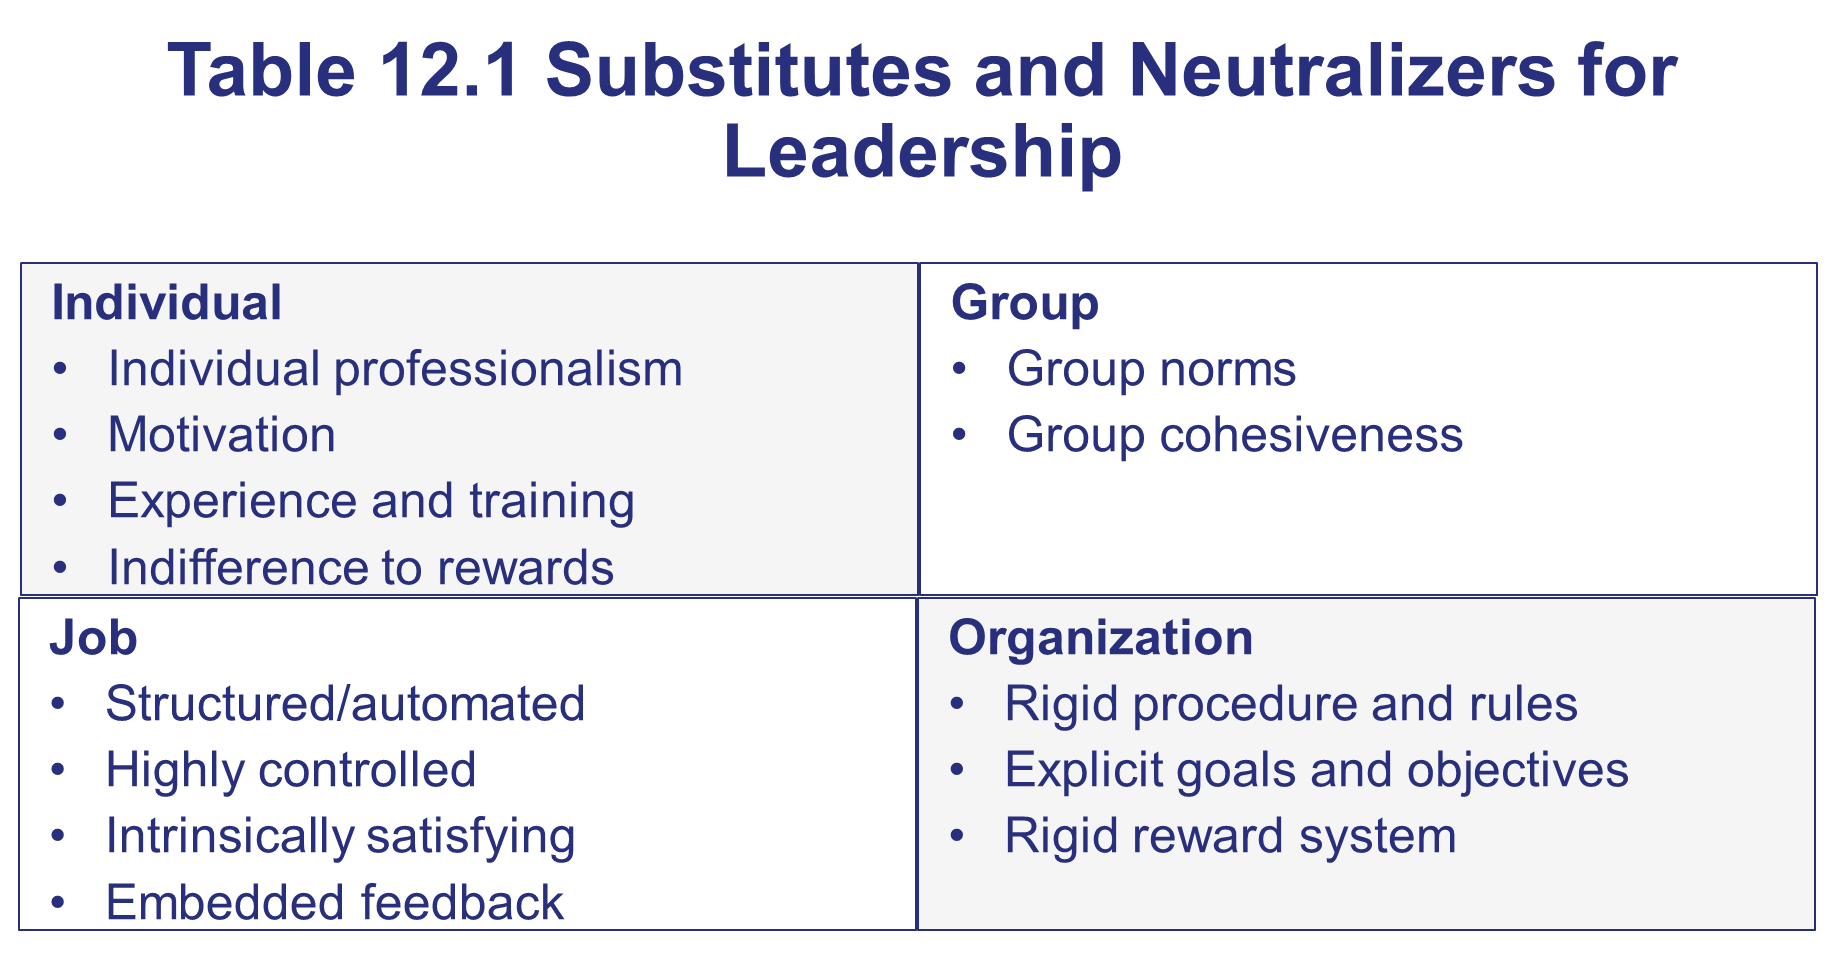 Table 12.1 Substitutes and Neutralizers for
Leadership
Individual
• Individual professionalism
• Motivation
• Experience and training
• Indifference to rewards
Group
• Group norms
• Group cohesiveness
Job
• Structured/automated
• Highly controlled
• Intrinsically satisfying
• Embedded feedback
Organization
• Rigid procedure and rules
• Explicit goals and objectives
• Rigid reward system